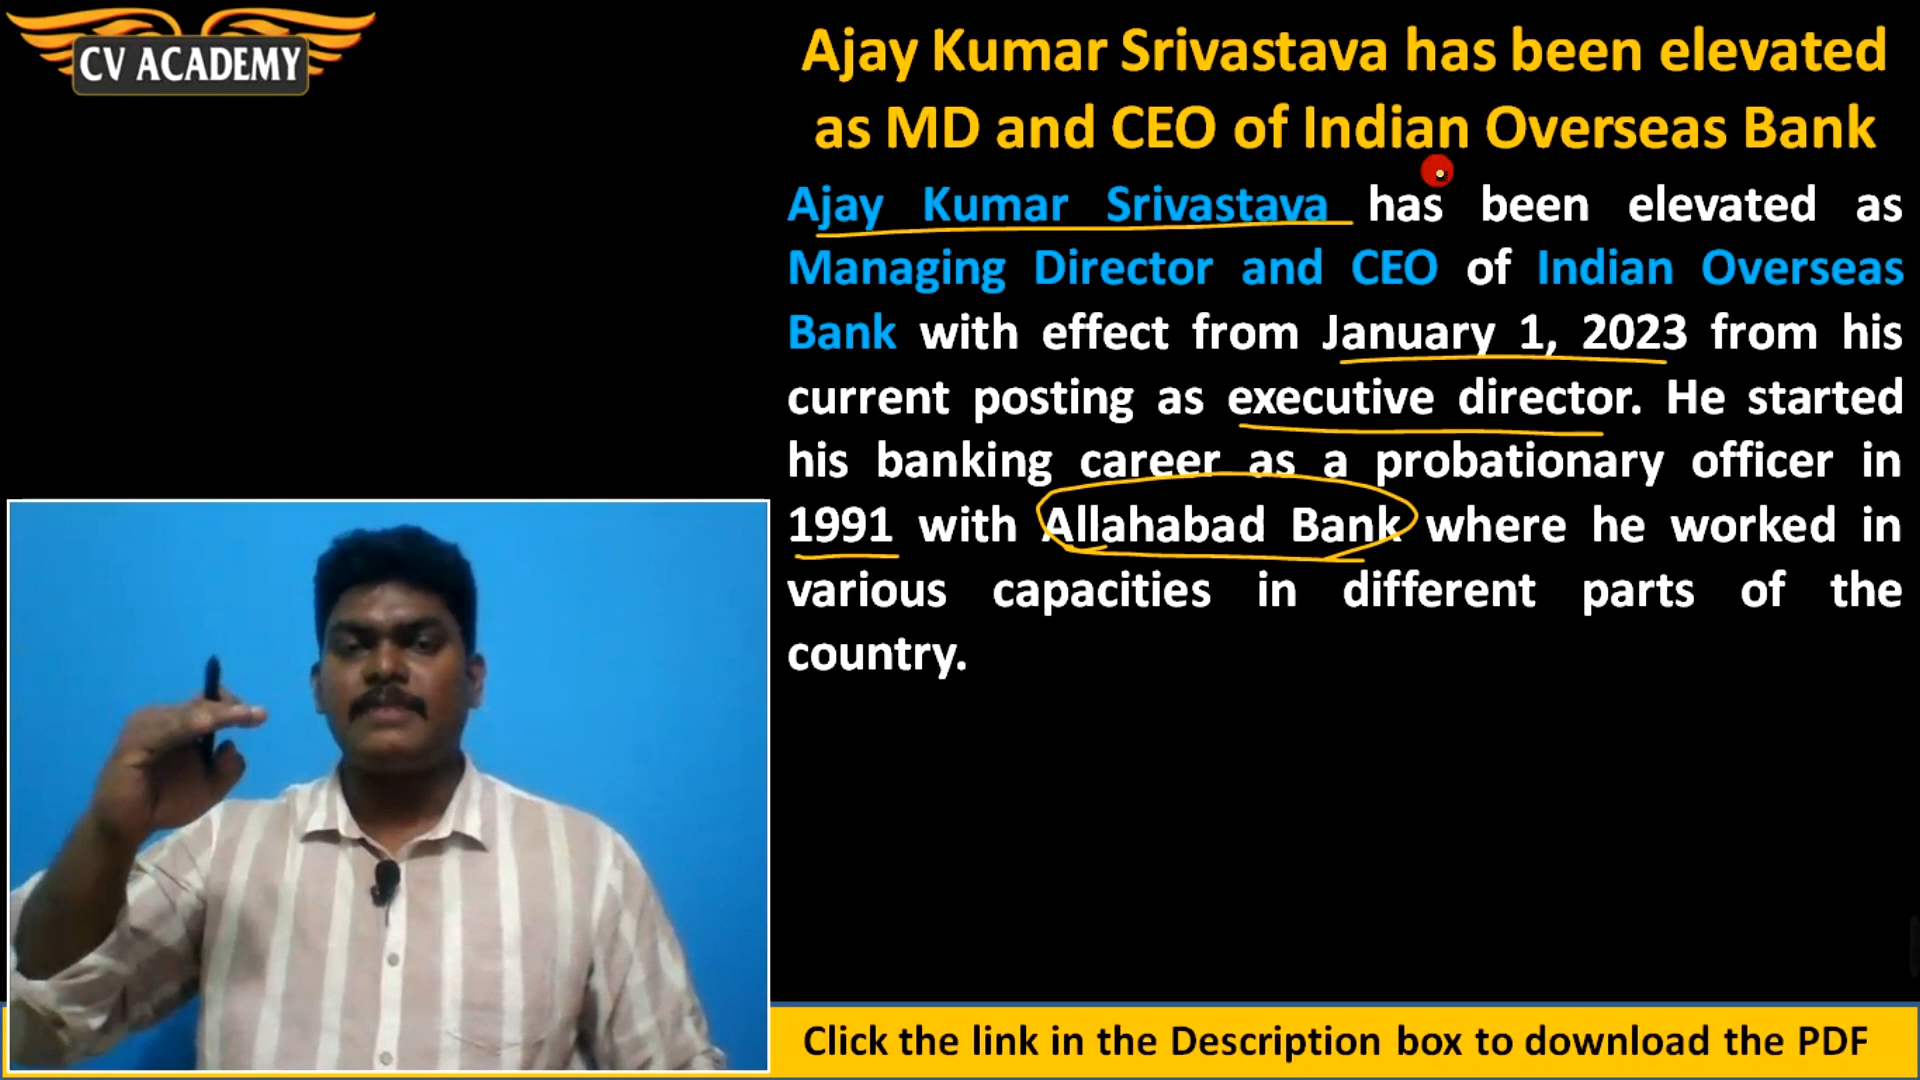 CV ACADEMY
Ajay Kumar Srivastava has been elevated
as MD and CEO of Indian Overseas Bank
Ajay Kumar Srivastava has been elevated as
Managing Director and CEO of Indian Overseas
Bank with effect from January 1, 2023 from his
current posting as executive director. He started
his banking career as a probationary officer in
1991 with Allahabad Bank where he worked in
various capacities in different parts of the
country.
Click the link in the Description box to download the PDF